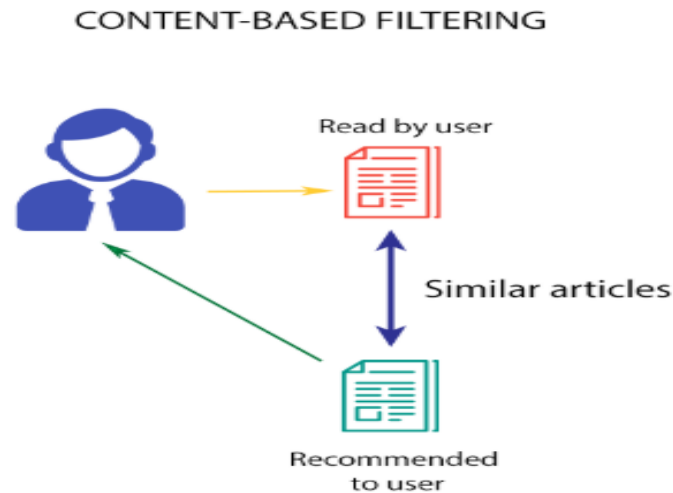 CONTENT-BASED FILTERING
Read by user
Similar articles
Recommended
to user